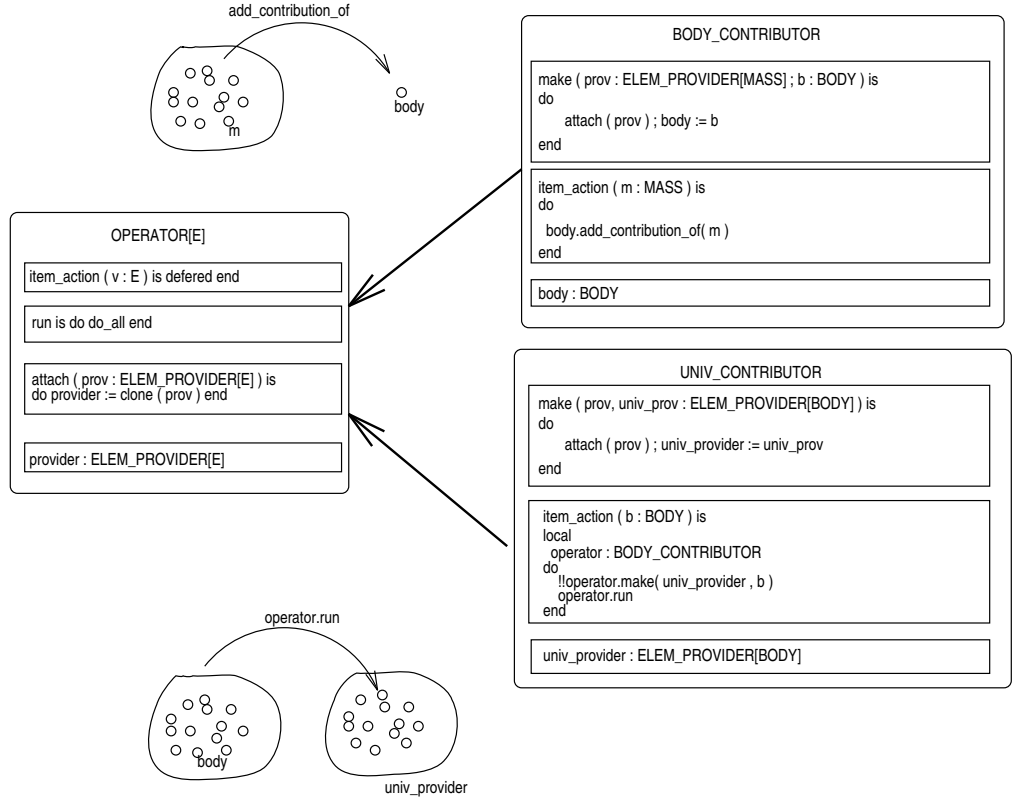 add_contribution_of
body
m
BODY_CONTRIBUTOR
make ( prov : ELEM_PROVIDER[MASS] ; b : BODY ) is
do
attach ( prov ) ; body := b
end
item_action ( m : MASS ) is
do
body.add_contribution_of( m )
end
body : BODY
OPERATOR[E]
item_action ( v : E ) is defered end
run is do do_all end
attach ( prov : ELEM_PROVIDER[E] ) is
do provider := clone ( prov ) end
provider : ELEM_PROVIDER[E]
UNIV_CONTRIBUTOR
make ( prov, univ_prov : ELEM_PROVIDER[BODY] ) is
do
attach ( prov ) ; univ_provider := univ_prov
end
item_action ( b : BODY ) is
local
operator : BODY_CONTRIBUTOR
do
!!operator.make( univ_provider , b )
operator.run
end
univ_provider : ELEM_PROVIDER[BODY]
operator.run
body
univ_provider